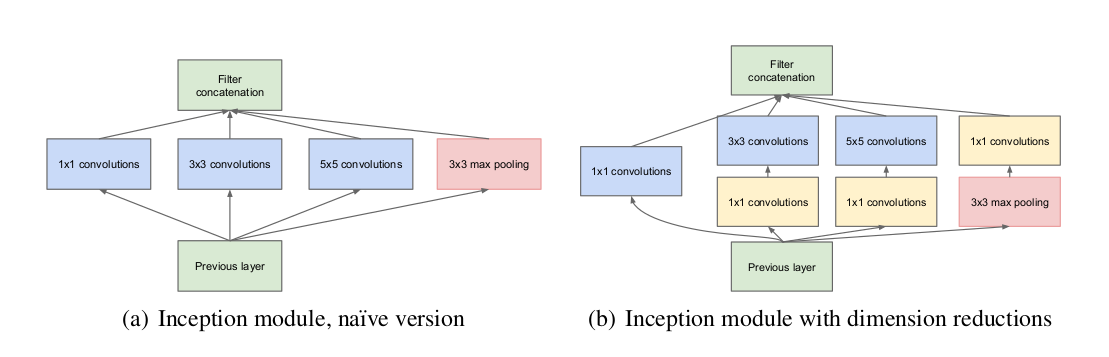 Filter
concatenation
1x1 convolutions
3x3 convolutions
5x5 convolutions
3x3 max pooling
Previous layer
(a) Inception module, naïve version
Filter
concatenation
1x1 convolutions
3x3 convolutions
5x5 convolutions
1x1 convolutions
1x1 convolutions
1x1 convolutions
3x3 max pooling
Previous layer
(b) Inception module with dimension reductions